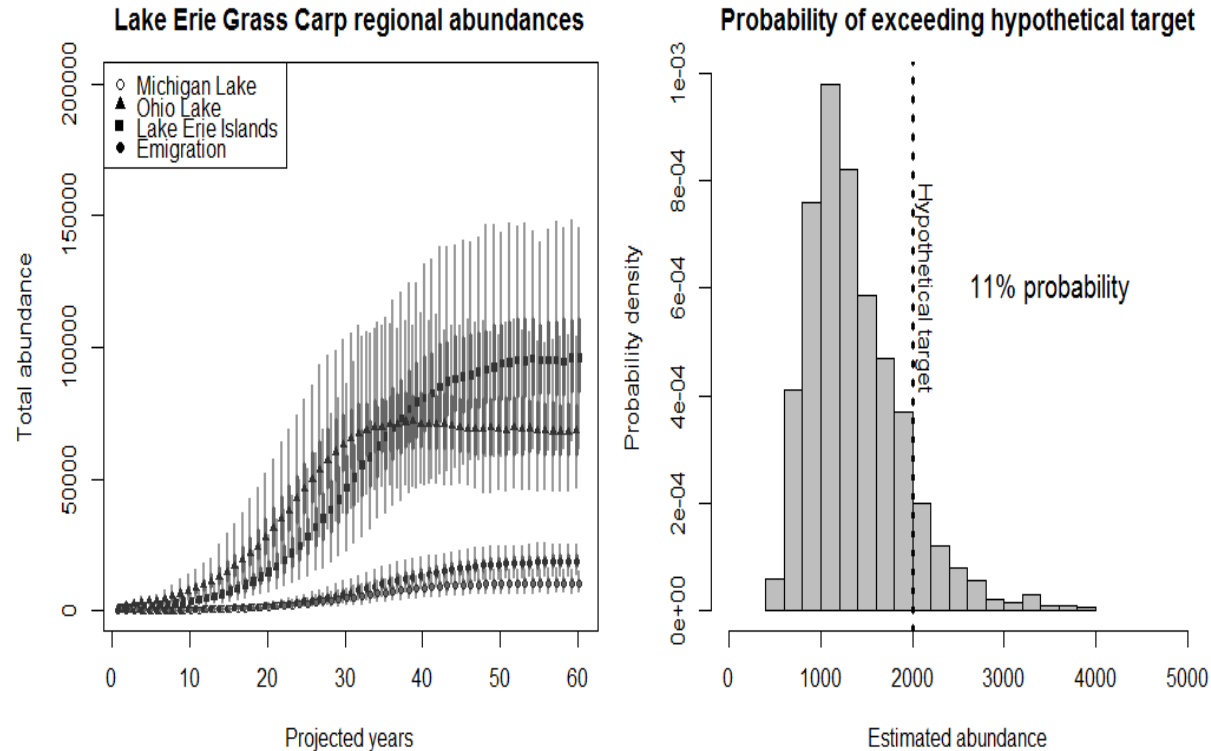 Lake Erie Grass Carp regional abundances
Michigan Lake
Ohio Lake
Lake Erie Islands
Emigration
Total abundance
0
50000
100000
150000
200000
0
10
20
30
40
50
60
Projected years
Probability of exceeding hypothetical target
Probability density
0e+00
2e-04
4e-04
6e-04
8e-04
1e-03
Hypothetical target
11% probability
0
1000
2000
3000
4000
5000
Estimated abundance